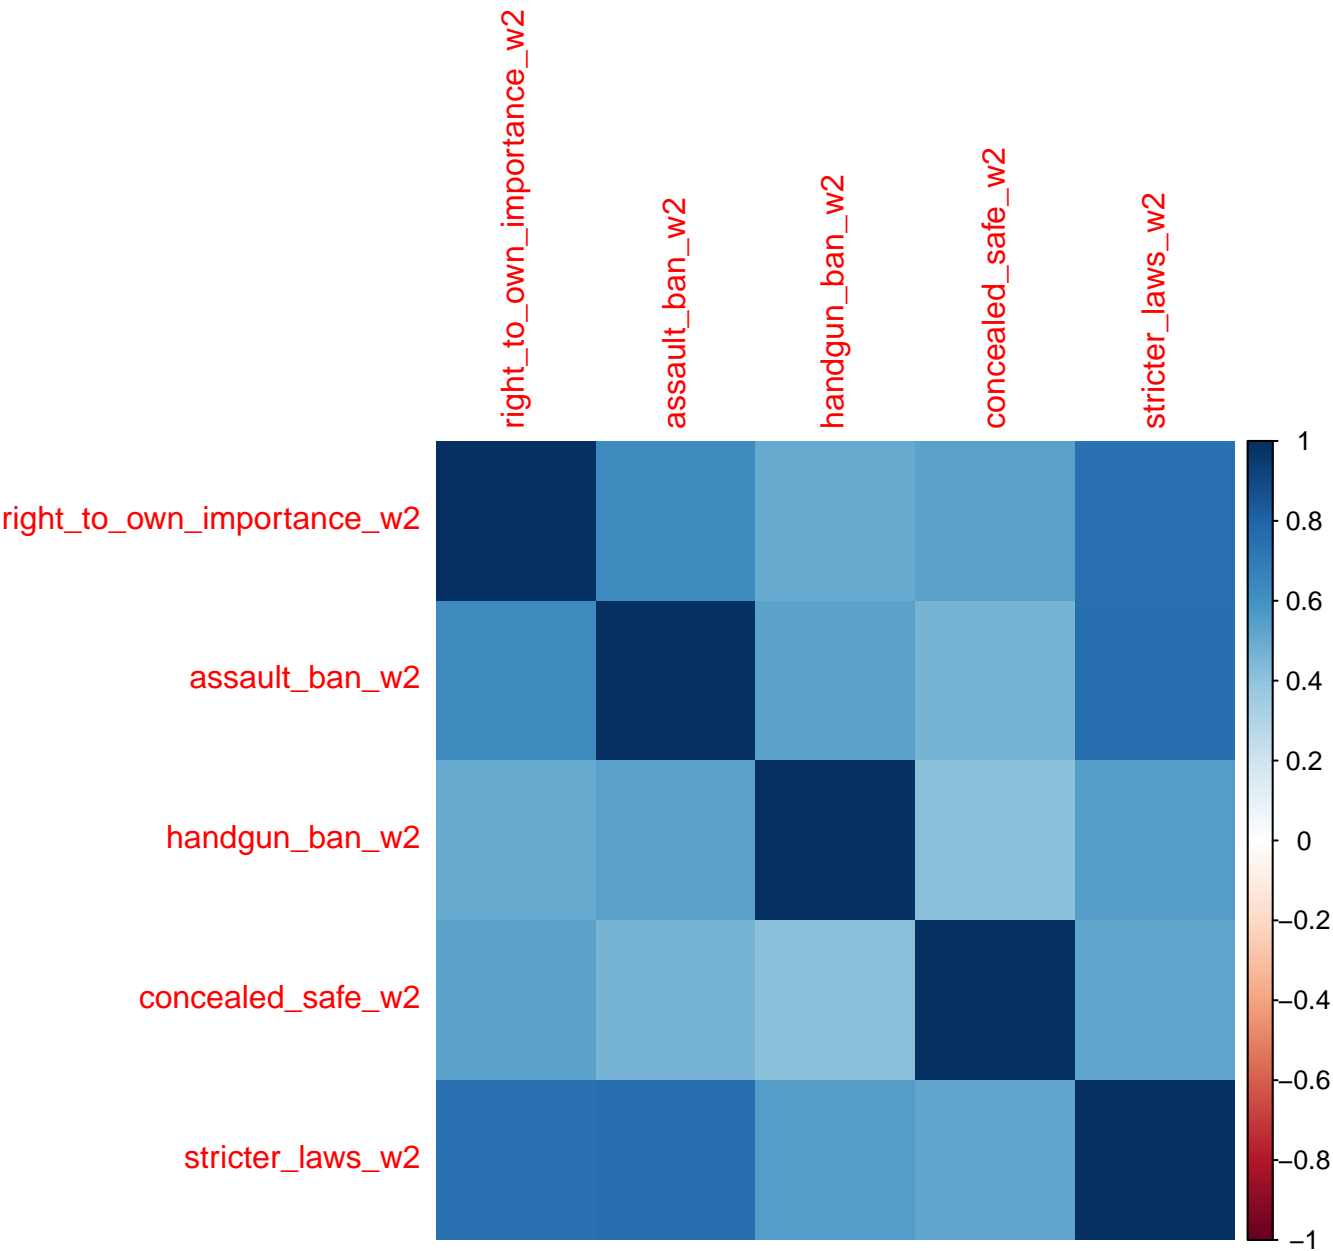 right_to_own_importance_w2
assault_ban_w2
handgun_ban_w2
concealed_safe_w2
stricter_laws_w2
right_to_own_importance_w2
assault_ban_w2
handgun_ban_w2
concealed_safe_w2
stricter_laws_w2
1
0.8
0.6
0.4
0.2
0
−0.2
−0.4
−0.6
−0.8
−1